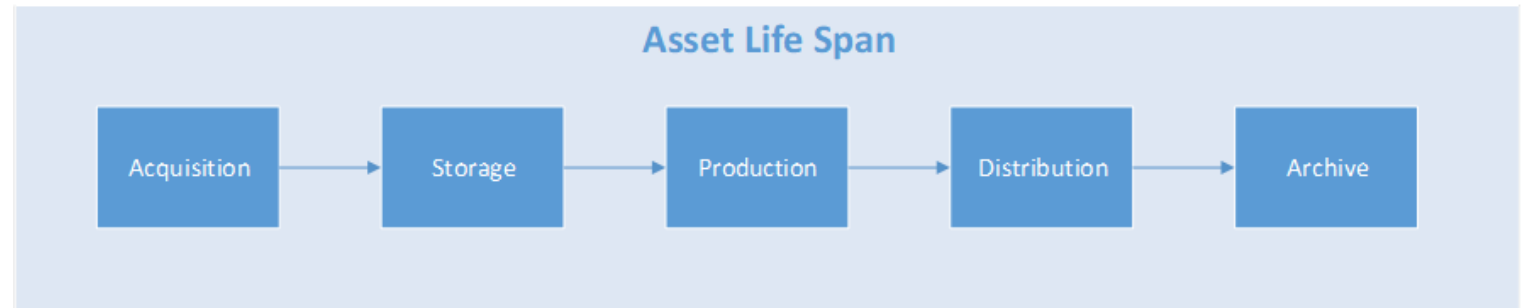 Asset Life Span
Acquisition
Storage
Production
Distribution
Archive